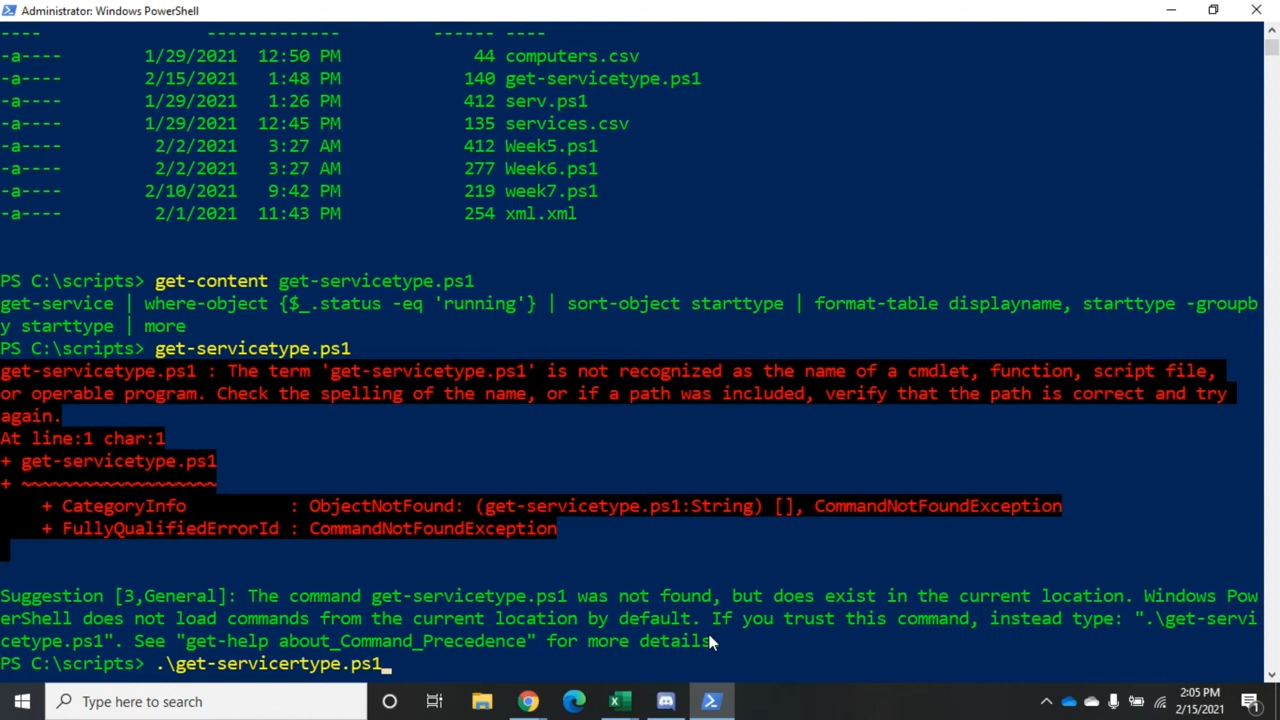 Administrator: Windows PowerShell
---- ------------- ------ ----
-a---- 1/29/2021 12:50 PM 44 computers.csv
-a---- 2/15/2021 1:48 PM 140 get-servicetype.ps1
-a---- 1/29/2021 1:26 PM 412 serv.ps1
-a---- 1/29/2021 12:45 PM 135 services.csv
-a---- 2/2/2021 3:27 AM 412 Week5.ps1
-a---- 2/2/2021 3:27 AM 277 Week6.ps1
-a---- 2/10/2021 9:42 PM 219 week7.ps1
-a---- 2/1/2021 11:43 PM 254 xml.xml
PS C:\scripts> get-content get-servicetype.ps1
get-service | where-object {$_.status -eq 'running'} | sort-object starttype | format-table displayname, starttype -groupb
y starttype | more
PS C:\scripts> get-servicetype.ps1
get-servicetype.ps1 : The term 'get-servicetype.ps1' is not recognized as the name of a cmdlet, function, script file,
or operable program. Check the spelling of the name, or if a path was included, verify that the path is correct and try
again.
At line:1 char:1
+ get-servicetype.ps1
+ ~~~~~~~~~~~~~~~~~~~
+ CategoryInfo : ObjectNotFound: (get-servicetype.ps1:String) [], CommandNotFoundException
+ FullyQualifiedErrorId : CommandNotFoundException
Suggestion [3,General]: The command get-servicetype.ps1 was not found, but does exist in the current location. Windows Pow
erShell does not load commands from the current location by default. If you trust this command, instead type: ".\get-servi
cetype.ps1". See "get-help about_Command_Precedence" for more details.
PS C:\scripts> .\get-servicertype.ps1_
Type here to search
2:05 PM
2/15/2021
1